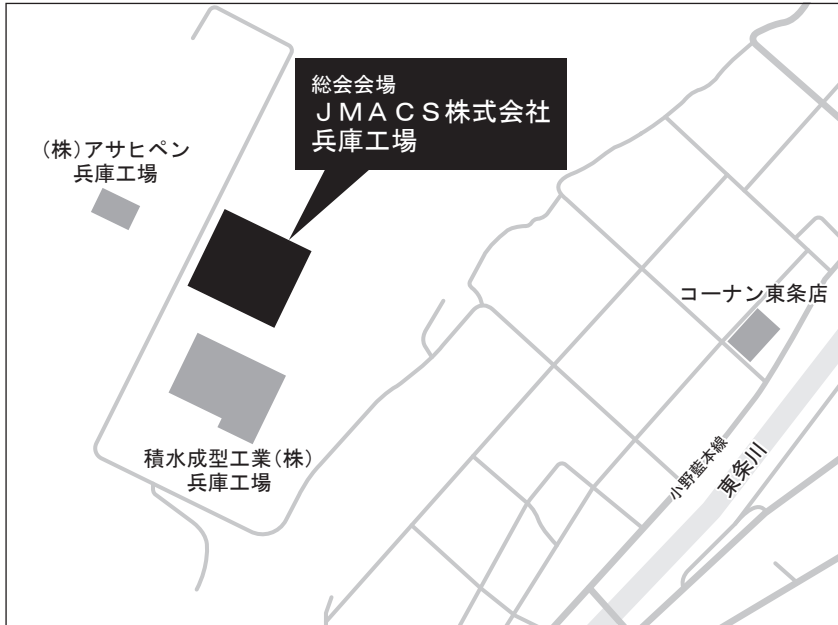 総会会場
ＪＭＡＣＳ株式会社
兵庫工場
(株)アサヒペン
兵庫工場
コーナン東条店
積水成型工業(株)
兵庫工場
小野藍本線
東条川